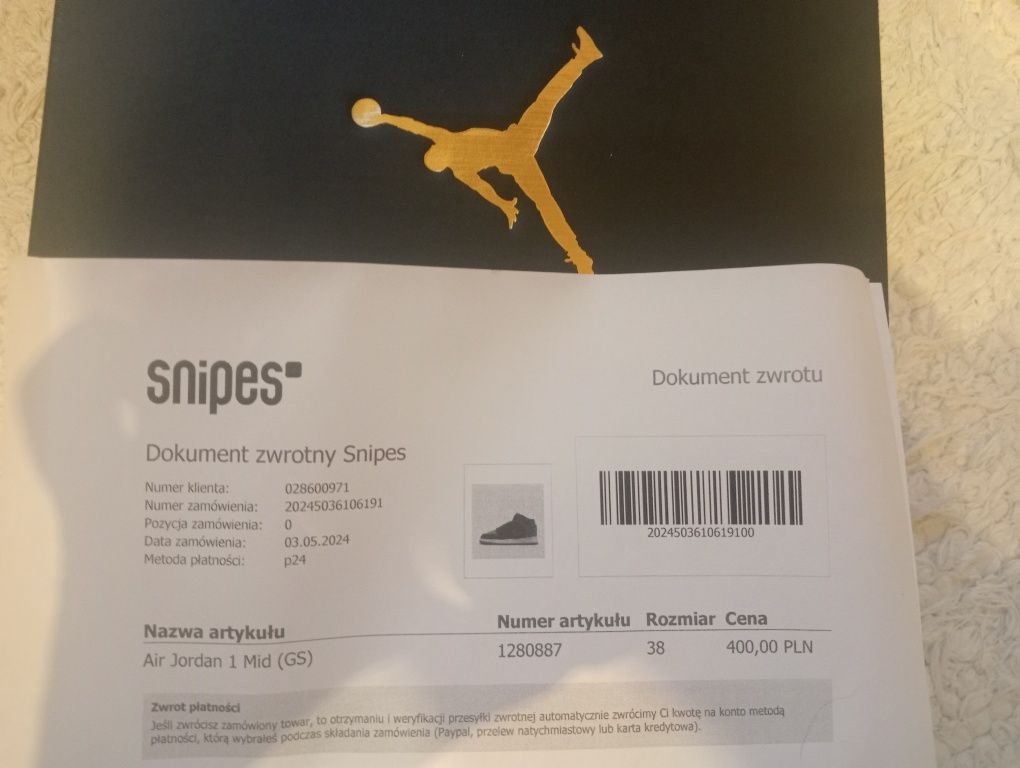 snipes
Dokument zwrotu
Dokument zwrotny Snipes
Numer klienta: 028600971
Numer zamówienia: 20245036106191
Pozycja zamówienia: 0
Data zamówienia: 03.05.2024
Metoda płatności: p24
2024503610619100
Nazwa artykułu Numer artykułu Rozmiar Cena
Air Jordan 1 Mid (GS) 1280887 38 400,00 PLN
Zwrot płatności
Jeśli zwrócisz zamówiony towar, to otrzymaniu i weryfikacji przesyłki zwrotnej automatycznie zwrócimy Ci kwotę na konto metodą
płatności, którą wybrałeś podczas składania zamówienia (Paypal, przelew natychmiastowy lub karta kredytowa).